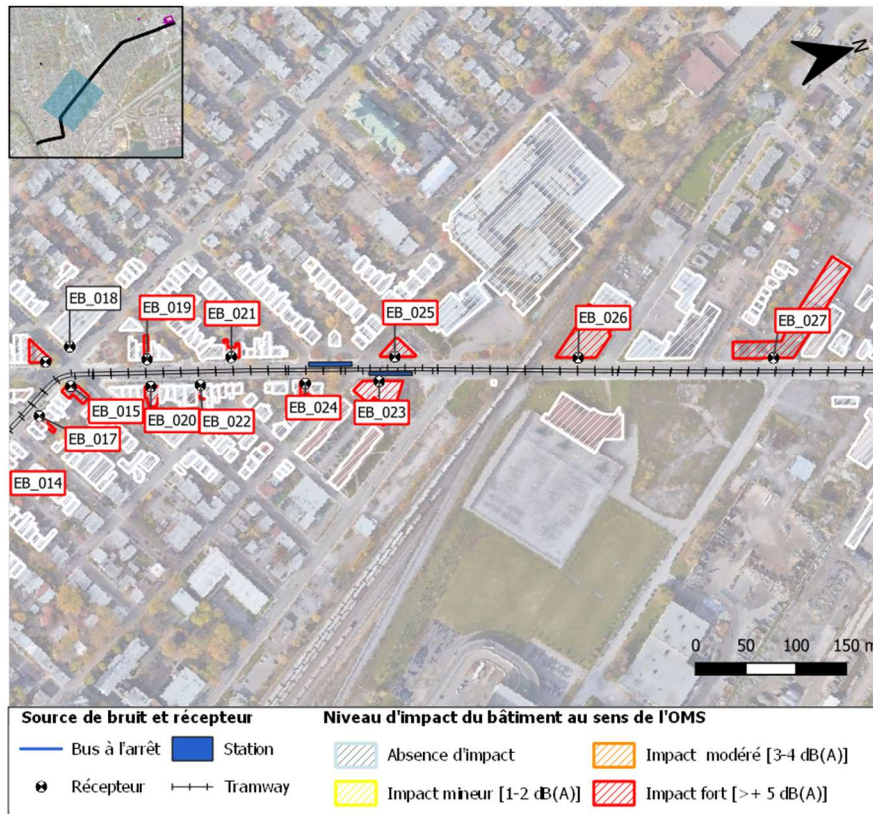 N
EB_018
EB_019
EB_021
EB_025
EB_026
EB_027
EB_015
EB_020
EB_022
EB_024
EB_023
EB_017
EB_014
0 50 100 150 m
Source de bruit et récepteur
Bus à l'arrêt
Station
Récepteur
Tramway
Niveau d'impact du bâtiment au sens de l'OMS
Absence d'impact
Impact modéré [3-4 dB(A)]
Impact mineur [1-2 dB(A)]
Impact fort [>+ 5 dB(A)]